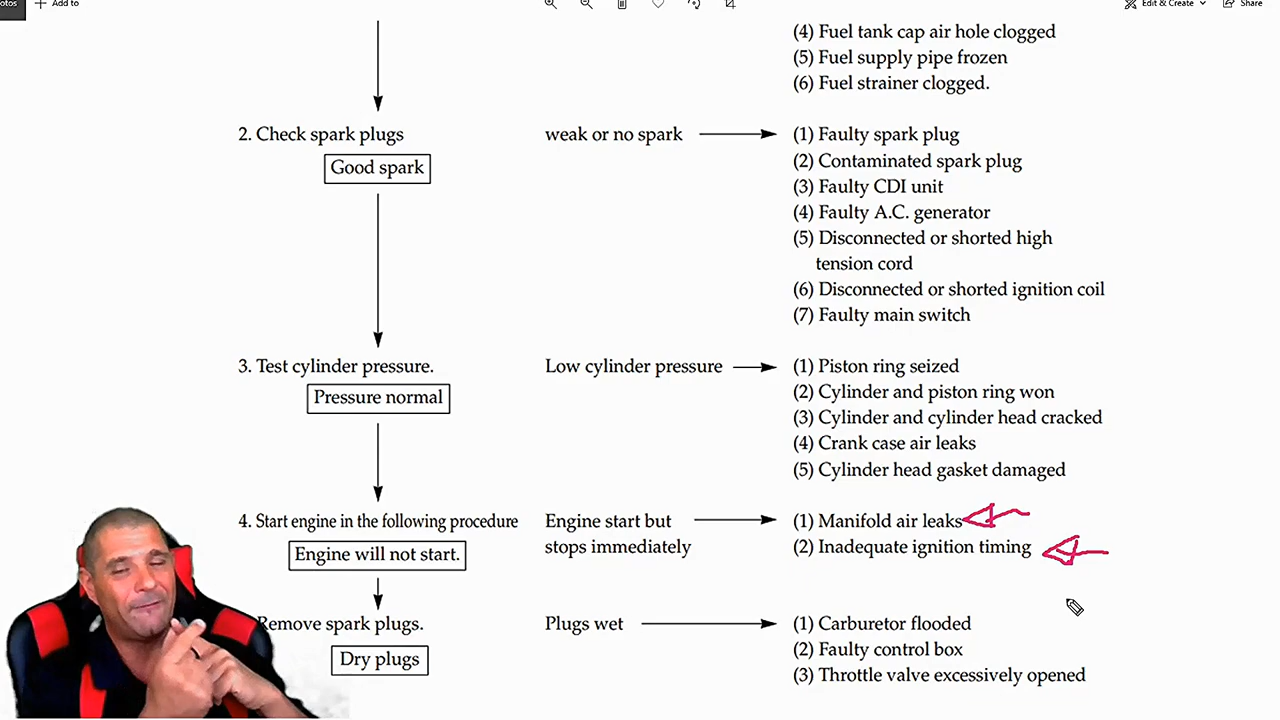 otos + Add to Edit & Create Share
(4) Fuel tank cap air hole clogged
(5) Fuel supply pipe frozen
(6) Fuel strainer clogged.
2. Check spark plugs weak or no spark (1) Faulty spark plug
Good spark (2) Contaminated spark plug
(3) Faulty CDI unit
(4) Faulty A.C. generator
(5) Disconnected or shorted high
tension cord
(6) Disconnected or shorted ignition coil
(7) Faulty main switch
3. Test cylinder pressure. Low cylinder pressure (1) Piston ring seized
Pressure normal (2) Cylinder and piston ring won
(3) Cylinder and cylinder head cracked
(4) Crank case air leaks
(5) Cylinder head gasket damaged
4. Start engine in the following procedure Engine start but (1) Manifold air leaks
Engine will not start. stops immediately (2) Inadequate ignition timing
Remove spark plugs. Plugs wet (1) Carburetor flooded
(2) Faulty control box
Dry plugs (3) Throttle valve excessively opened